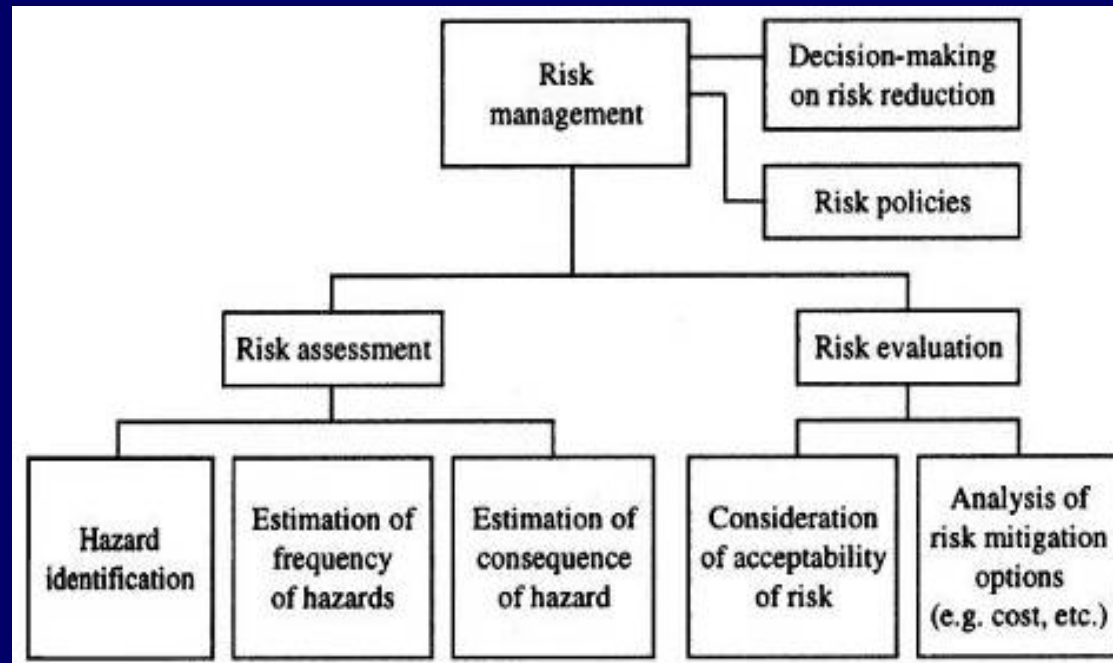 Risk
management
Decision-making
on risk reduction
Risk policies
Risk assessment
Risk evaluation
Hazard
identification
Estimation of
frequency
of hazards
Estimation of
consequence
of hazard
Consideration
of acceptability
of risk
Analysis of
risk mitigation
options
(e.g. cost, etc.)